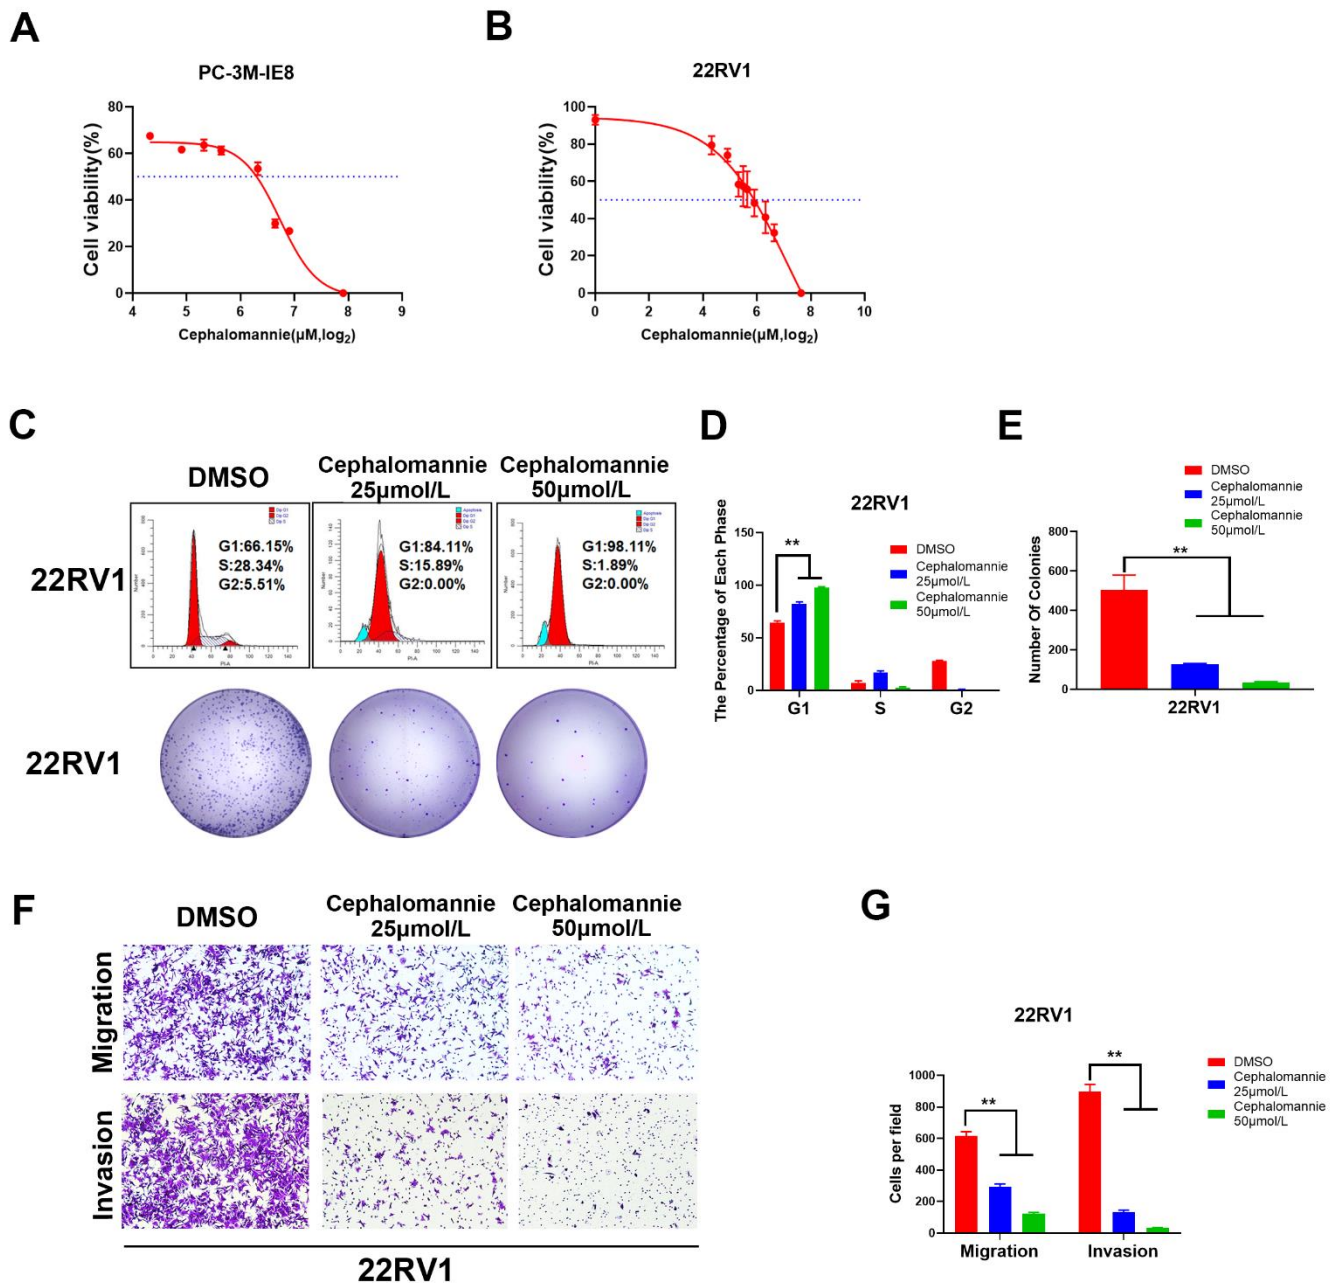 A
PC-3M-IE8
Cell viability(%)
80
60
40
20
0
4 5 6 7 8 9
Cephalomannie(µM,log2)
B
22RV1
Cell viability(%)
100
80
60
40
20
0
0 2 4 6 8 10
Cephalomannie(µM,log2)
C
DMSO
Cephalomannie
25µmol/L
Cephalomannie
50µmol/L
22RV1
G1:66.15%
S:28.34%
G2:5.51%
G1:84.11%
S:15.89%
G2:0.00%
G1:98.11%
S:1.89%
G2:0.00%
22RV1
D
22RV1
The Percentage of Each Phase
150
100
50
0
**
G1 S G2
DMSO
Cephalomannie
25µmol/L
Cephalomannie
50µmol/L
E
DMSO
Cephalomannie
25µmol/L
Cephalomannie
50µmol/L
Number Of Colonies
800
600
400
200
0
**
22RV1
F
DMSO
Cephalomannie
25µmol/L
Cephalomannie
50µmol/L
Migration
Invasion
22RV1
G
22RV1
Cells per field
1000
800
600
400
200
0
**
**
Migration Invasion
DMSO
Cephalomannie
25µmol/L
Cephalomannie
50µmol/L